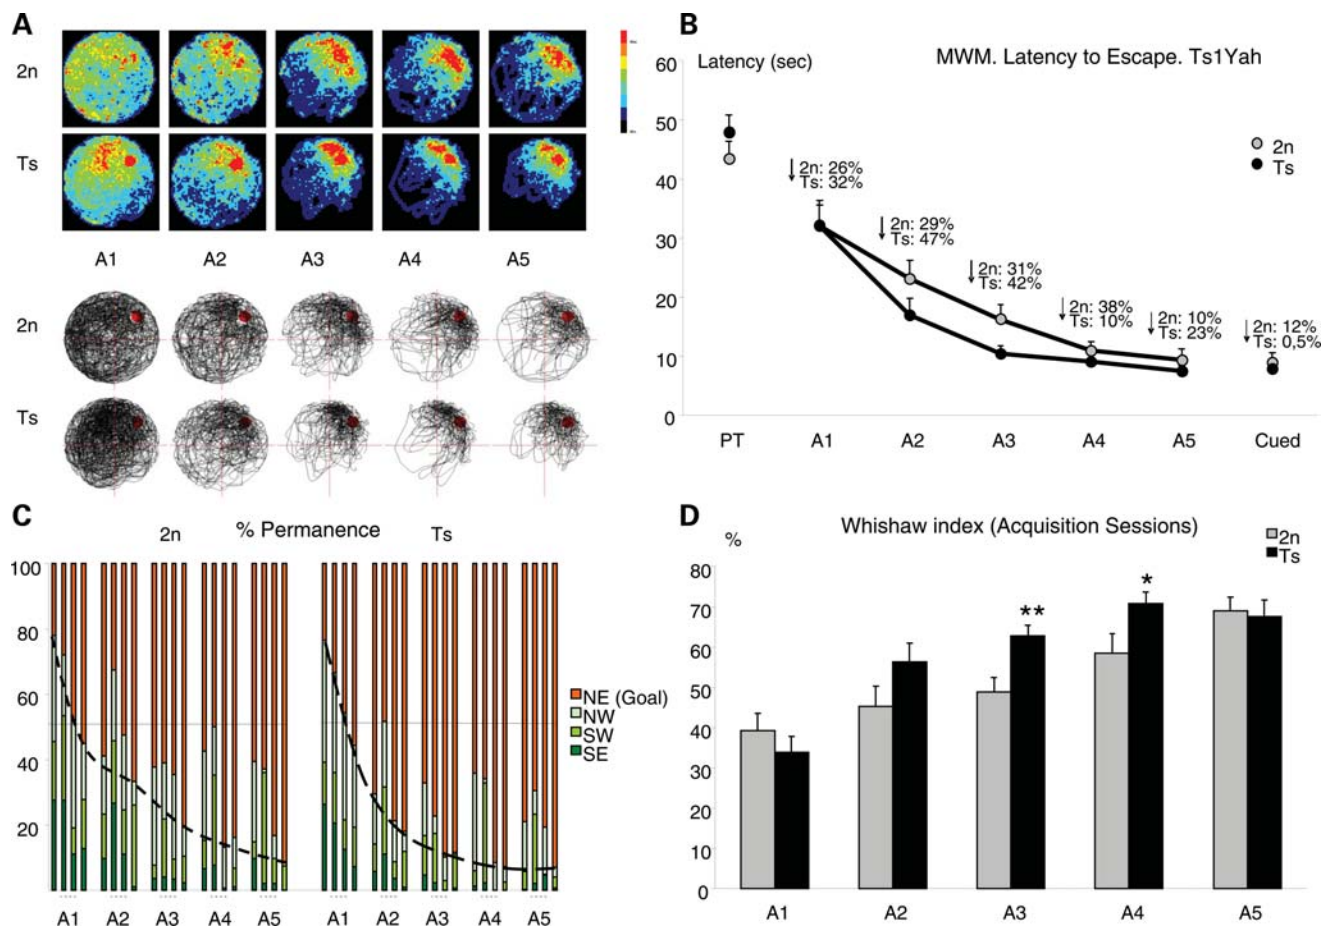 A
2n
Ts
A1 A2 A3 A4 A5
2n
Ts
B
Latency (sec)
MWM. Latency to Escape. Ts1Yah
60
50
40
30
20
10
0
2n
Ts
2n: 26%
Ts: 32%
2n: 29%
Ts: 47%
2n: 31%
Ts: 42%
2n: 38%
Ts: 10%
2n: 10%
Ts: 23%
2n: 12%
Ts: 0,5%
PT A1 A2 A3 A4 A5 Cued
C
% Permanence
2n Ts
100
80
60
40
20
NE (Goal)
NW
SW
SE
A1 A2 A3 A4 A5 A1 A2 A3 A4 A5
D
Whishaw index (Acquisition Sessions)
%
2n
Ts
80
70
60
50
40
30
20
10
0
** *
A1 A2 A3 A4 A5